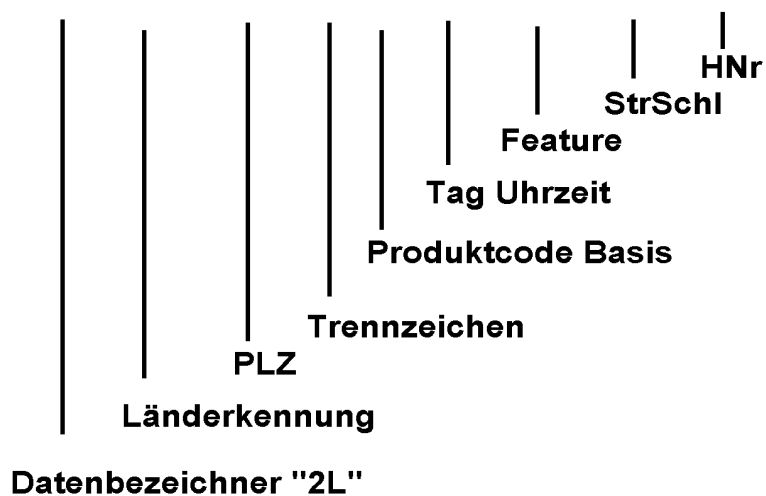 HNr
StrSchl
Feature
Tag Uhrzeit
Produktcode Basis
Trennzeichen
PLZ
Länderkennung
Datenbezeichner "2L"